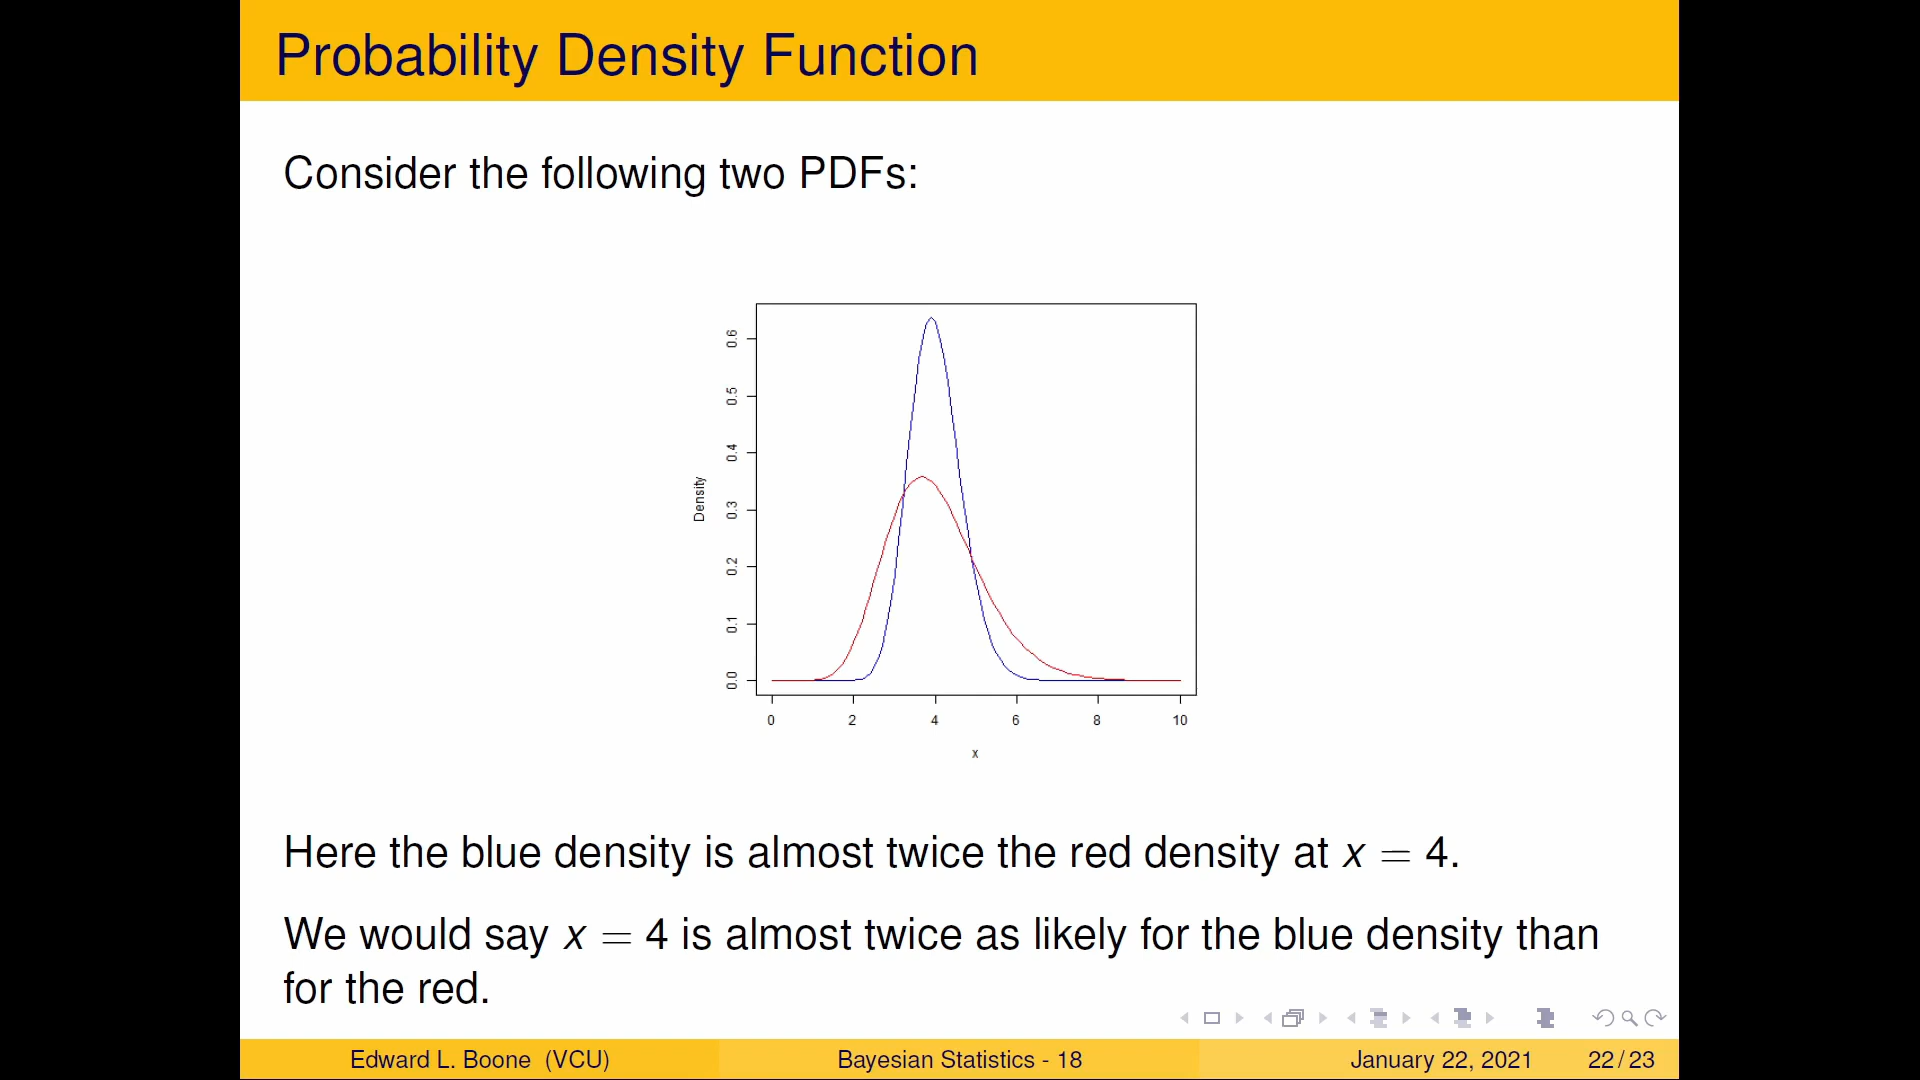 Probability Density Function
Consider the following two PDFs:
0.6
0.5
0.4
0.3
0.2
0.1
0.0
Density
0 2 4 6 8 10
x
Here the blue density is almost twice the red density at x = 4.
We would say x = 4 is almost twice as likely for the blue density than
for the red.
Edward L. Boone (VCU) Bayesian Statistics - 18 January 22, 2021 22 / 23